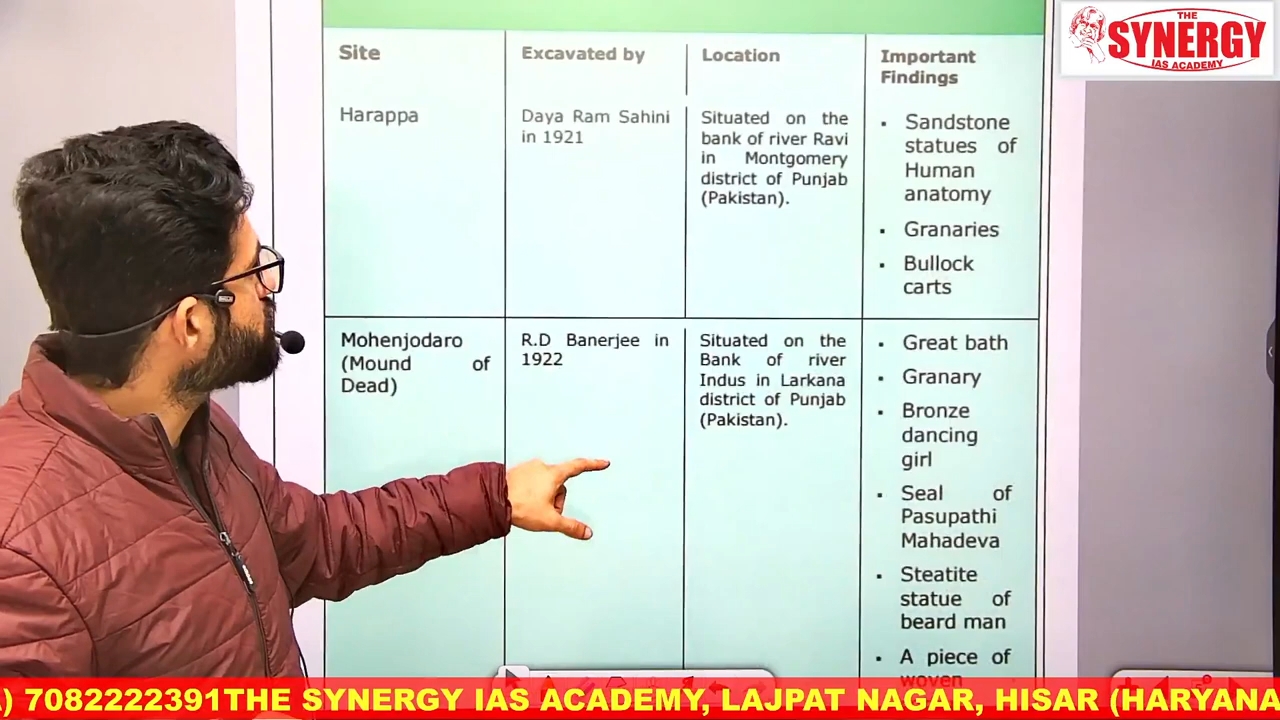 THE
SYNERGY
IAS ACADEMY
Site
Excavated by
Location
Important
Findings
Harappa
Daya Ram Sahini
in 1921
Situated on the
bank of river Ravi
in Montgomery
district of Punjab
(Pakistan).
▪ Sandstone
statues of
Human
anatomy
▪ Granaries
▪ Bullock
carts
Mohenjodaro
(Mound of
Dead)
R.D Banerjee in
1922
Situated on the
Bank of river
Indus in Larkana
district of Punjab
(Pakistan).
▪ Great bath
▪ Granary
▪ Bronze
dancing
girl
▪ Seal of
Pasupathi
Mahadeva
▪ Steatite
statue of
beard man
▪ A piece of
woven
) 7082222391THE SYNERGY IAS ACADEMY, LAJPAT NAGAR, HISAR (HARYANA